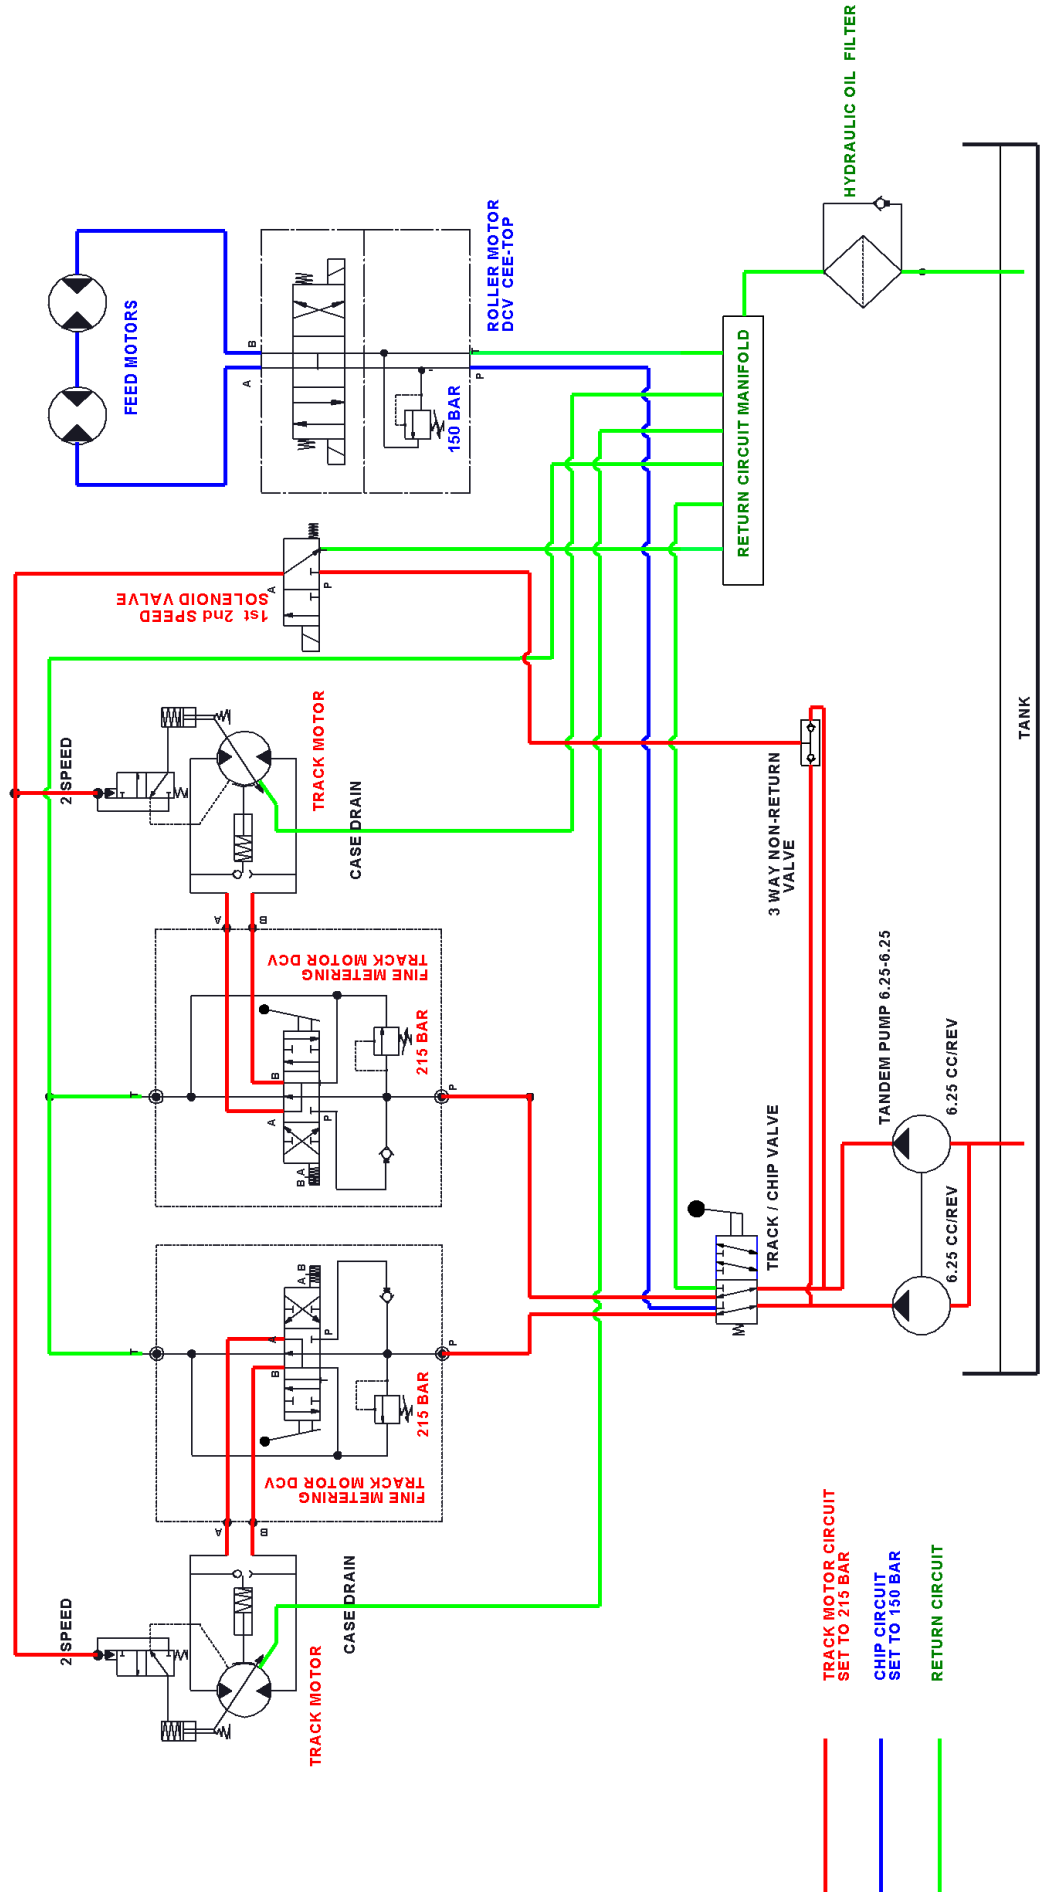 HYDRAULIC OIL FILTER
FEED MOTORS
ROLLER MOTOR
DCV CEE-TOP
B
A
T
P
150 BAR
RETURN CIRCUIT MANIFOLD
1st 2nd SPEED
SOLENOID VALVE
A
P
T
2 SPEED
TRACK MOTOR
CASE DRAIN
A
B
FINE METERING
TRACK MOTOR DCV
215 BAR
T
B
A
P
P
B A
3 WAY NON-RETURN
VALVE
TANK
TANDEM PUMP 6.25-6.25
6.25 CC/REV
6.25 CC/REV
TRACK / CHIP VALVE
T
A B
A
B
P
T
P
215 BAR
FINE METERING
TRACK MOTOR DCV
A
B
2 SPEED
TRACK MOTOR
CASE DRAIN
TRACK MOTOR CIRCUIT
SET TO 215 BAR
CHIP CIRCUIT
SET TO 150 BAR
RETURN CIRCUIT